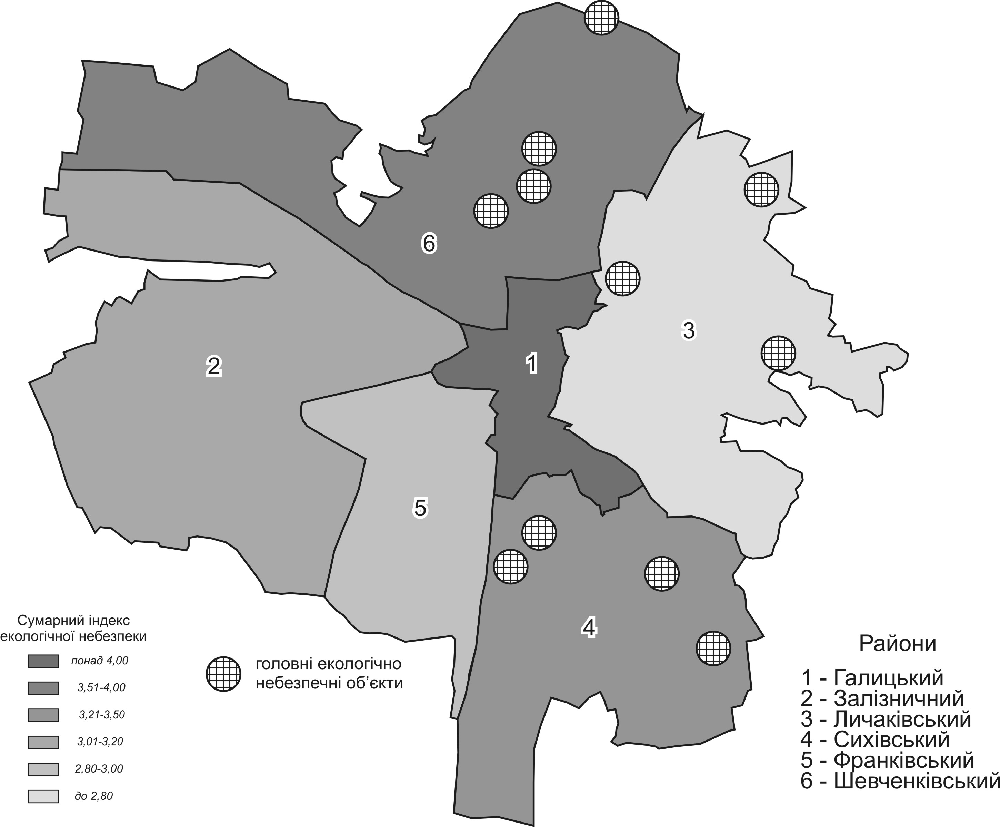 6
3
2
1
5
4
Сумарний індекс
екологічної небезпеки
понад 4,00
3,51-4,00
3,21-3,50
3,01-3,20
2,80-3,00
до 2,80
головні екологічно
небезпечні об’єкти
Райони
1 - Галицький
2 - Залізничний
3 - Личаківський
4 - Сихівський
5 - Франківський
6 - Шевченківський